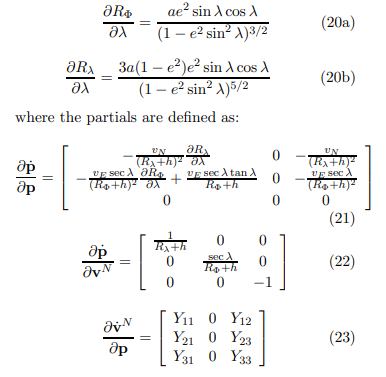 ∂R_Φ/∂λ = ae² sin λ cos λ / (1 − e² sin² λ)^{3/2} (20a)
∂R_λ/∂λ = 3a(1 − e²)e² sin λ cos λ / (1 − e² sin² λ)^{5/2} (20b)
where the partials are defined as:
∂ṗ/∂p = [ −v_N/(R_λ+h)² ∂R_λ/∂λ 0 −v_N/(R_λ+h)²
−v_E sec λ/(R_Φ+h)² ∂R_Φ/∂λ + v_E sec λ tan λ/(R_Φ+h) 0 −v_E sec λ/(R_Φ+h)²
0 0 0 ]
(21)
∂ṗ/∂v^N = [ 1/(R_λ+h) 0 0
0 sec λ/(R_Φ+h) 0
0 0 −1 ] (22)
∂v̇^N/∂p = [ Y₁₁ 0 Y₁₂
Y₂₁ 0 Y₂₃
Y₃₁ 0 Y₃₃ ] (23)